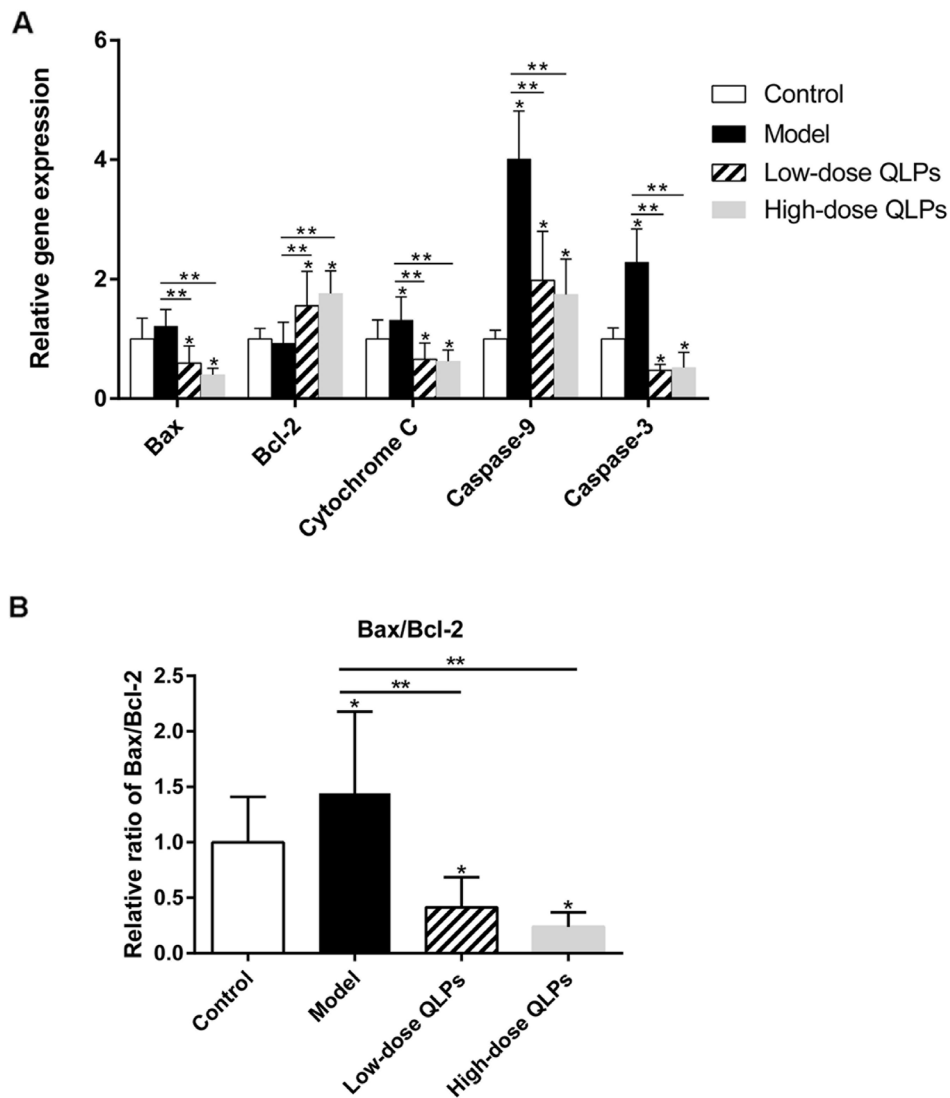 A
Relative gene expression
6
4
2
0
** ** * *
** ** * *
** ** * * *
** ** * * *
** ** * * *
Bax
Bcl-2
Cytochrome C
Caspase-9
Caspase-3
Control
Model
Low-dose QLPs
High-dose QLPs
B
Bax/Bcl-2
Relative ratio of Bax/Bcl-2
2.5
2.0
1.5
1.0
0.5
0.0
**
**
*
*
*
Control
Model
Low-dose QLPs
High-dose QLPs